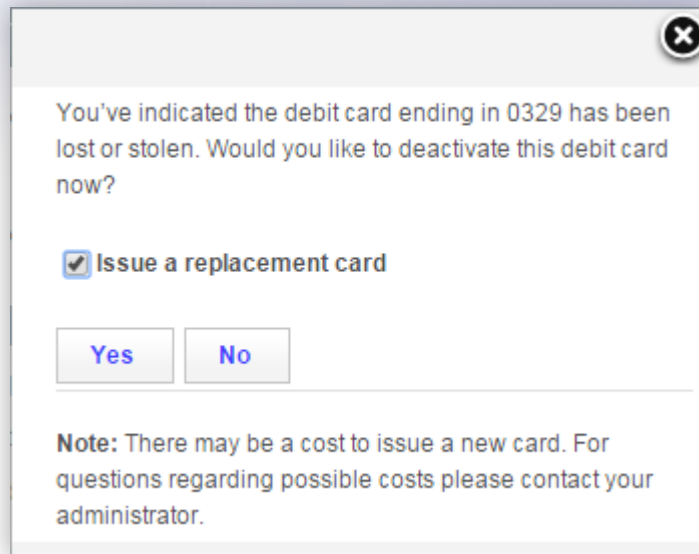 You've indicated the debit card ending in 0329 has been
lost or stolen. Would you like to deactivate this debit card
now?
Issue a replacement card
Yes No
Note: There may be a cost to issue a new card. For
questions regarding possible costs please contact your
administrator.